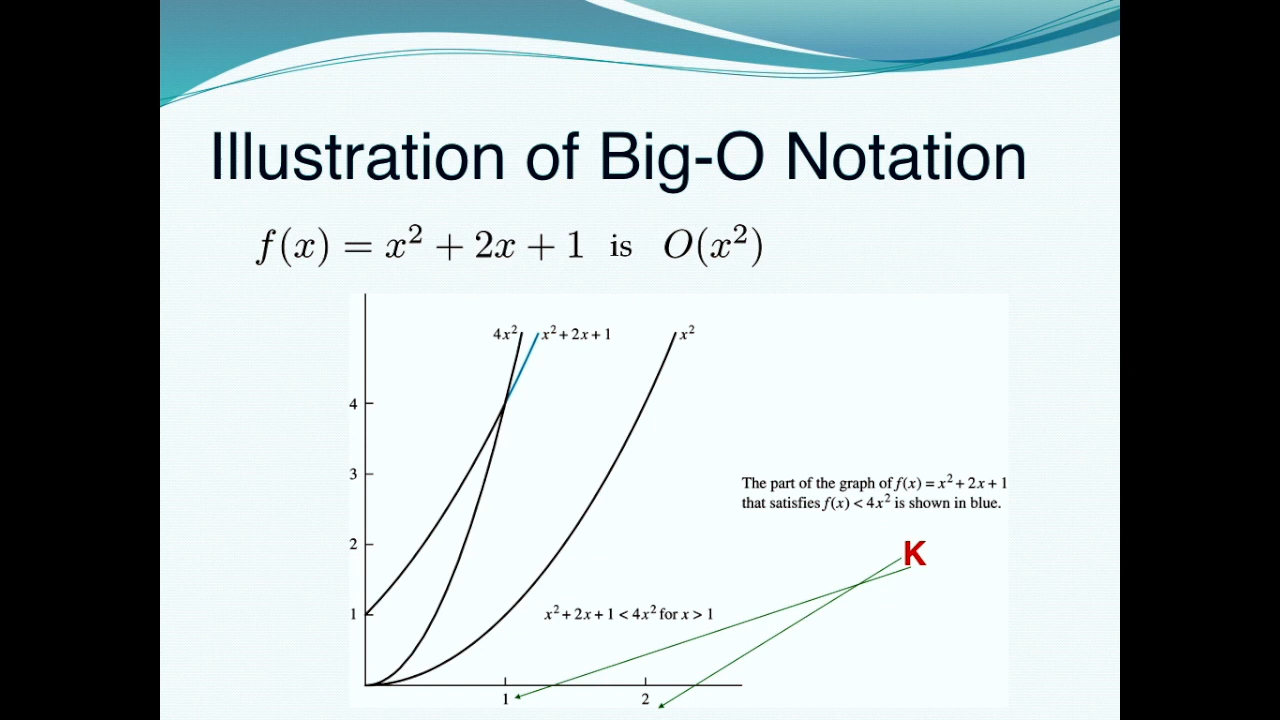 Illustration of Big-O Notation
f(x) = x² + 2x + 1 is O(x²)
4x² x² + 2x + 1 x²
4
3
The part of the graph of f(x) = x² + 2x + 1
that satisfies f(x) < 4x² is shown in blue.
2
K
1
x² + 2x + 1 < 4x² for x > 1
1 2